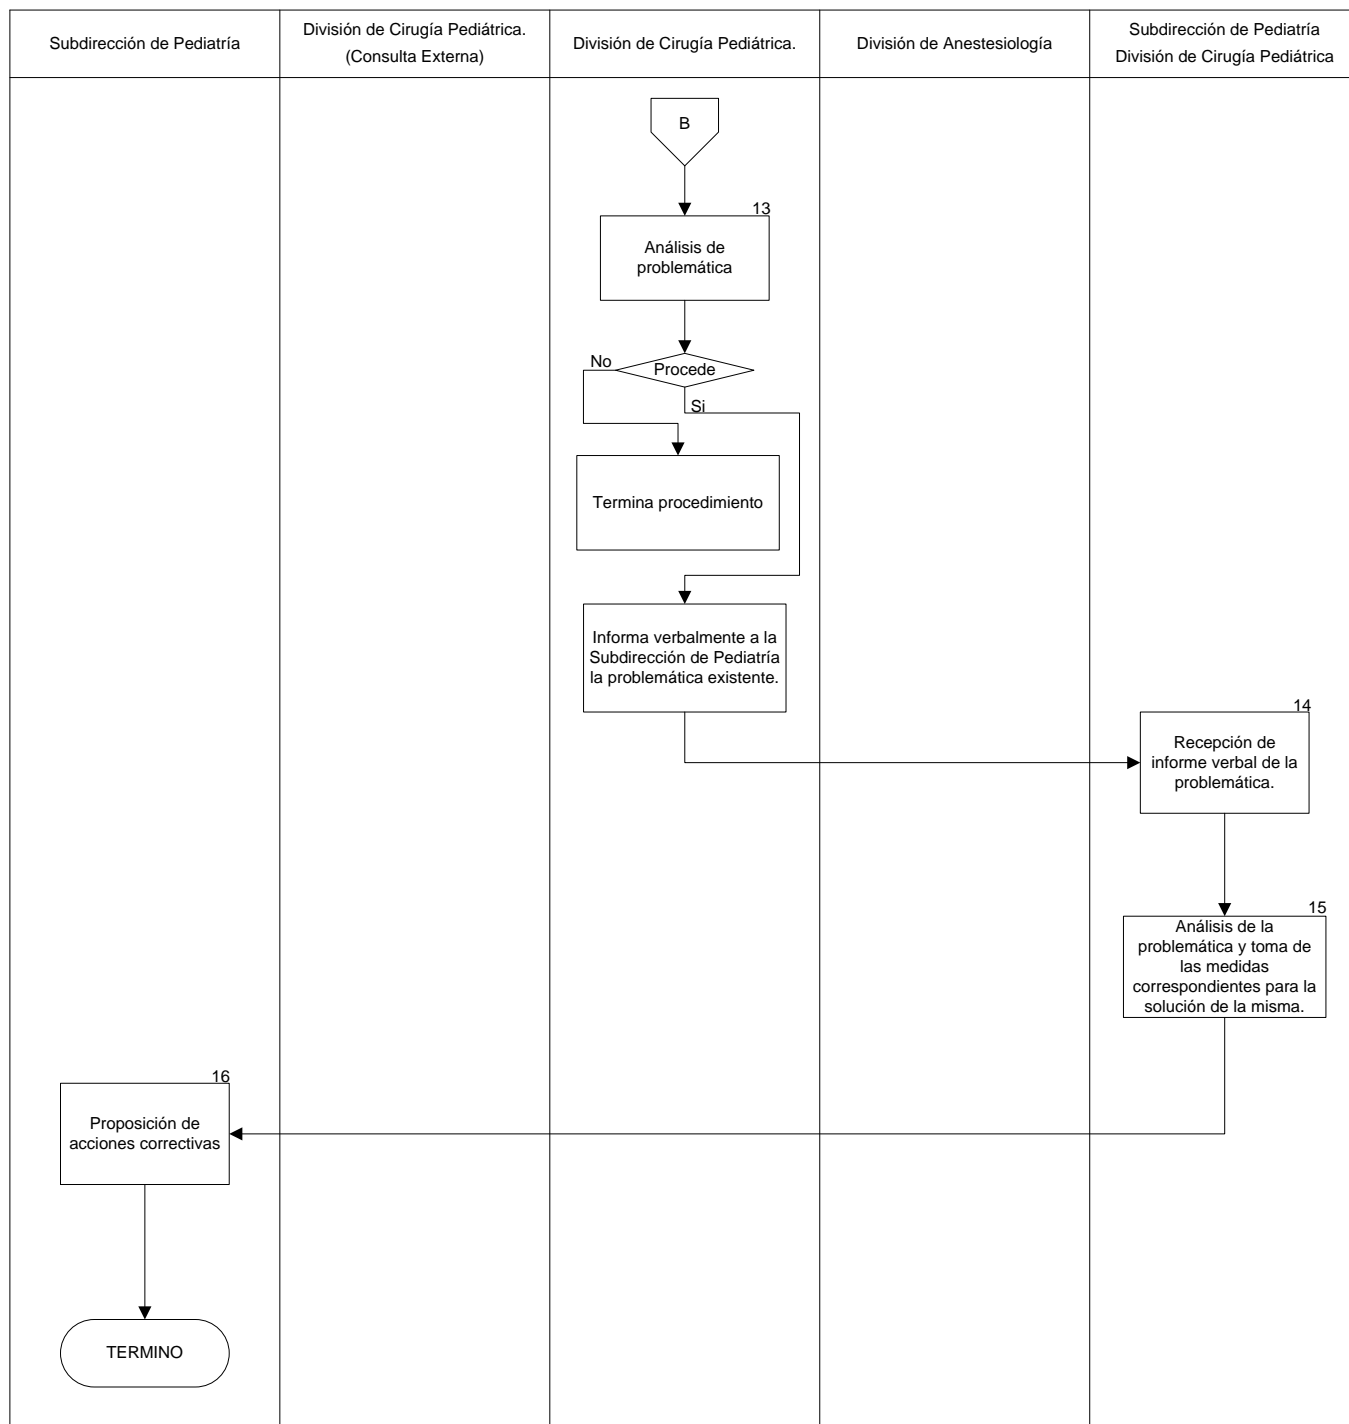 Subdirección de Pediatría
División de Cirugía Pediátrica.
(Consulta Externa)
División de Cirugía Pediátrica.
División de Anestesiología
Subdirección de Pediatría
División de Cirugía Pediátrica
B
13
Análisis de
problemática
No
Procede
Si
Termina procedimiento
Informa verbalmente a la
Subdirección de Pediatría
la problemática existente.
14
Recepción de
informe verbal de la
problemática.
15
Análisis de la
problemática y toma de
las medidas
correspondientes para la
solución de la misma.
16
Proposición de
acciones correctivas
TERMINO